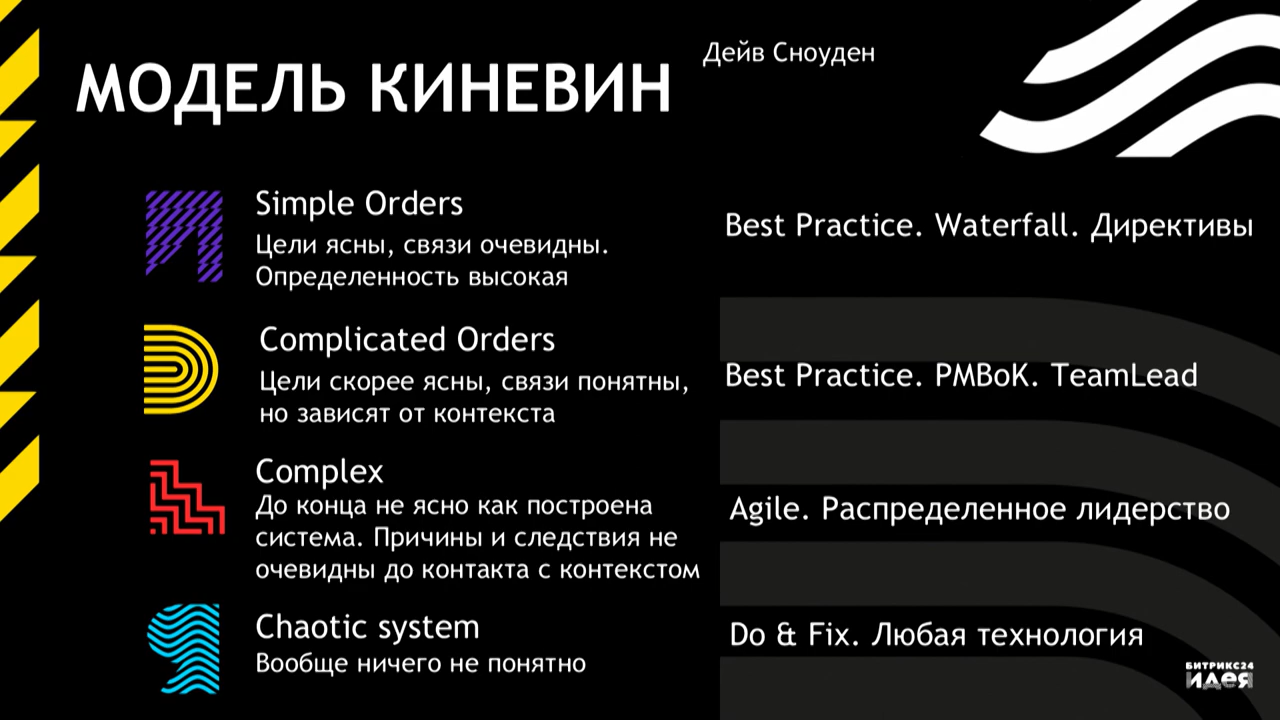 МОДЕЛЬ КИНЕВИН
Дейв Сноуден
Simple Orders
Цели ясны, связи очевидны.
Определенность высокая
Best Practice. Waterfall. Директивы
Complicated Orders
Цели скорее ясны, связи понятны,
но зависят от контекста
Best Practice. PMBoK. TeamLead
Complex
До конца не ясно как построена
система. Причины и следствия не
очевидны до контакта с контекстом
Agile. Распределенное лидерство
Chaotic system
Вообще ничего не понятно
Do & Fix. Любая технология
БИТРИКС24
идея